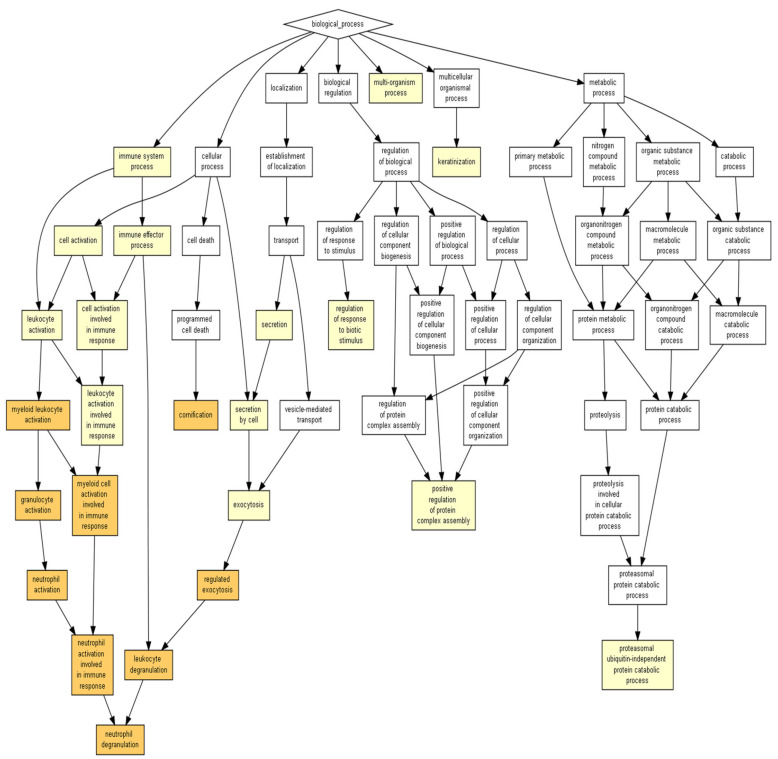 biological_process
localization
biological
regulation
multi-organism
process
multicellular
organismal
process
metabolic
process
immune system
process
cellular
process
establishment
of localization
regulation
of biological
process
keratinization
primary metabolic
process
nitrogen
compound
metabolic
process
organic substance
metabolic
process
catabolic
process
cell activation
immune effector
process
cell death
transport
regulation
of response
to stimulus
regulation
of cellular
component
biogenesis
positive
regulation
of biological
process
regulation
of cellular
process
organonitrogen
compound
metabolic
process
macromolecule
metabolic
process
organic substance
catabolic
process
leukocyte
activation
cell activation
involved
in immune
response
programmed
cell death
secretion
regulation
of response
to biotic
stimulus
positive
regulation
of cellular
component
biogenesis
positive
regulation
of cellular
process
regulation
of cellular
component
organization
protein metabolic
process
organonitrogen
compound
catabolic
process
macromolecule
catabolic
process
myeloid leukocyte
activation
leukocyte
activation
involved
in immune
response
cornification
secretion
by cell
vesicle-mediated
transport
regulation
of protein
complex assembly
positive
regulation
of cellular
component
organization
proteolysis
protein catabolic
process
granulocyte
activation
myeloid cell
activation
involved
in immune
response
exocytosis
positive
regulation
of protein
complex assembly
proteolysis
involved
in cellular
protein catabolic
process
neutrophil
activation
regulated
exocytosis
proteasomal
protein catabolic
process
neutrophil
activation
involved
in immune
response
leukocyte
degranulation
proteasomal
ubiquitin-independent
protein catabolic
process
neutrophil
degranulation